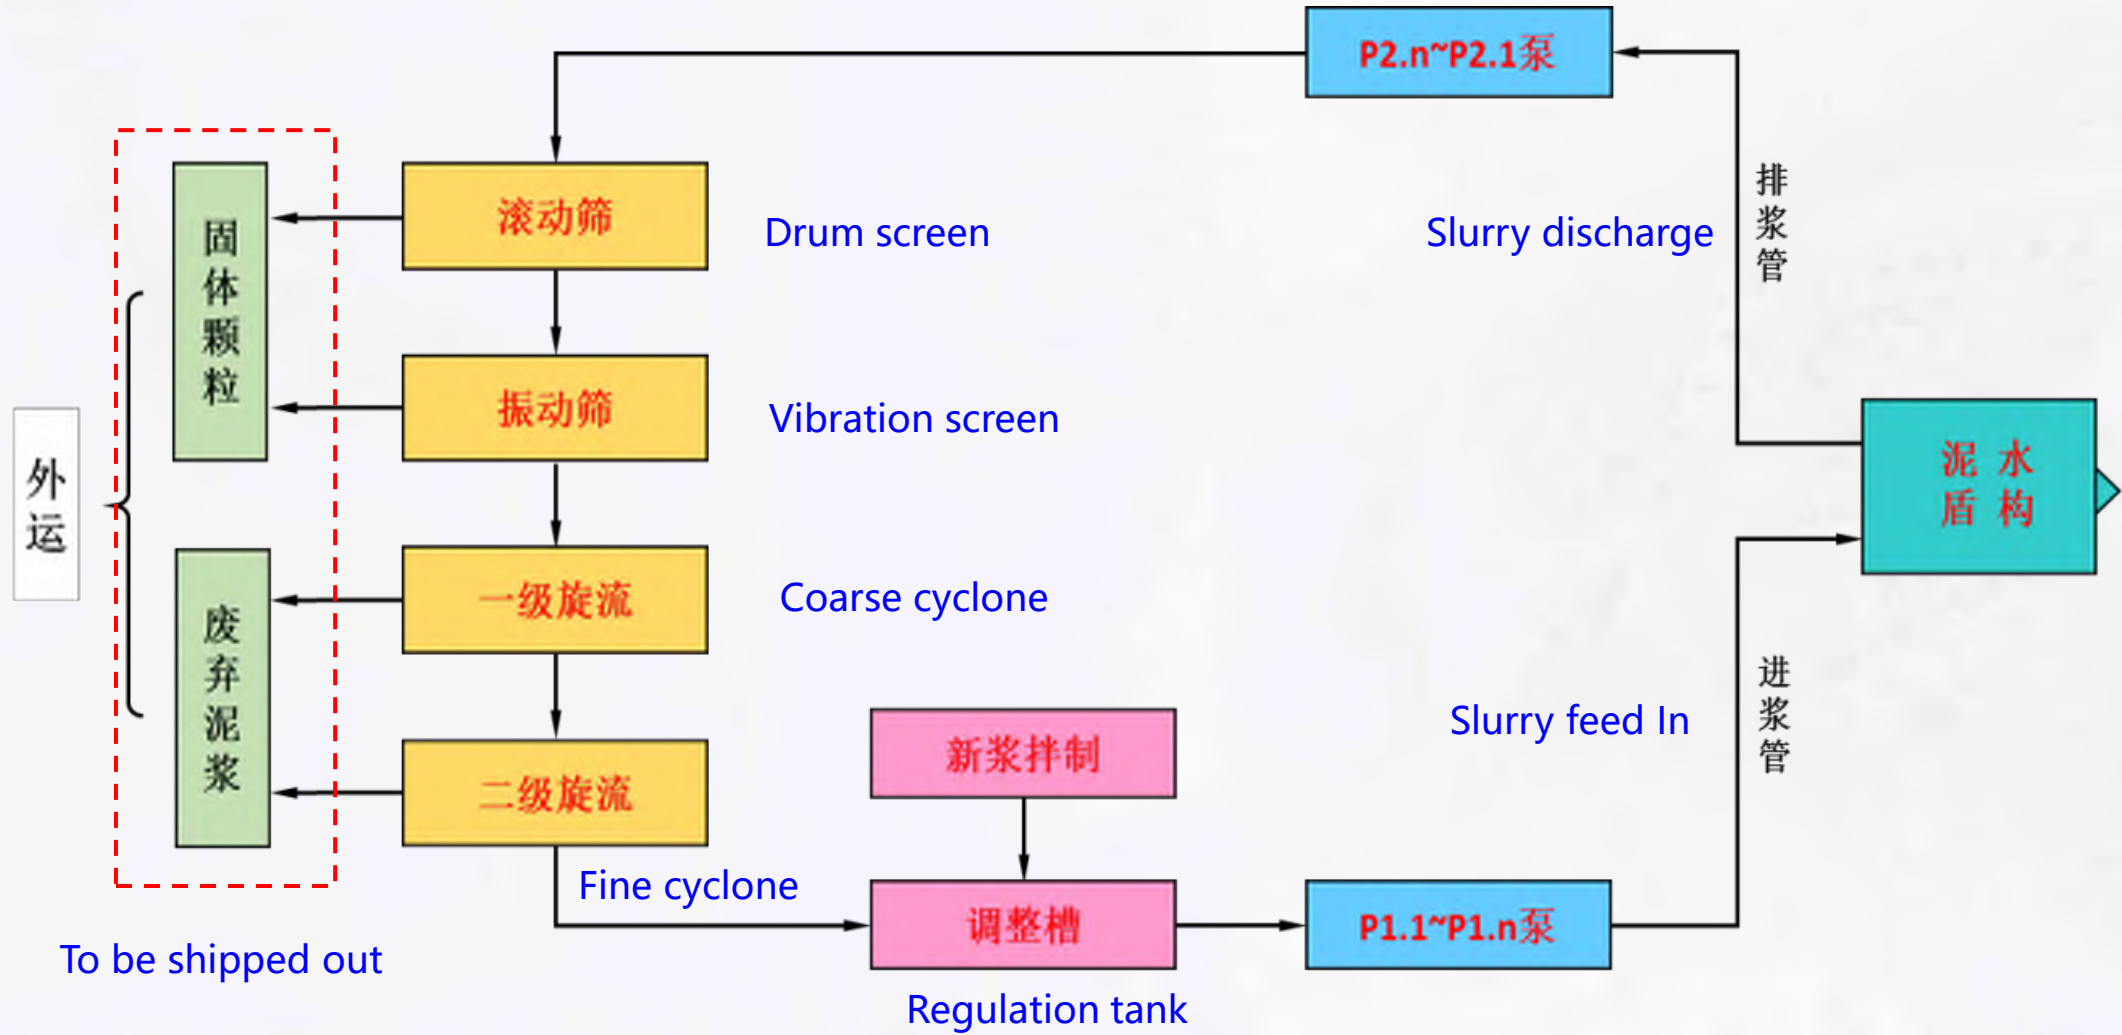 P2.n~P2.1泵
排浆管
固体颗粒
滚动筛
Drum screen
Slurry discharge
振动筛
Vibration screen
外运
泥水
盾构
废弃泥浆
一级旋流
Coarse cyclone
进浆管
Slurry feed In
新浆拌制
二级旋流
Fine cyclone
调整槽
P1.1~P1.n泵
To be shipped out
Regulation tank